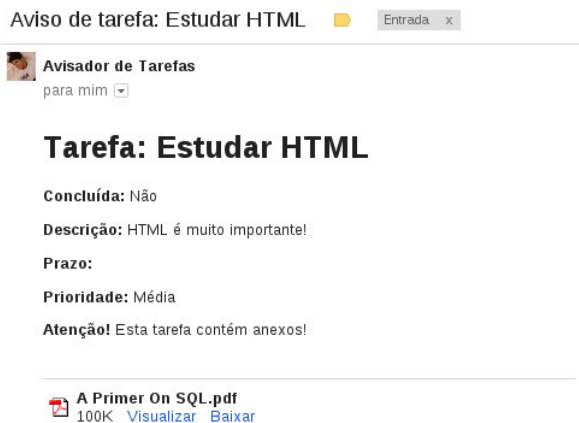 Aviso de tarefa: Estudar HTML
Entrada x
Avisador de Tarefas
para mim
Tarefa: Estudar HTML
Concluída: Não
Descrição: HTML é muito importante!
Prazo:
Prioridade: Média
Atenção! Esta tarefa contém anexos!
A Primer On SQL.pdf
100K Visualizar Baixar